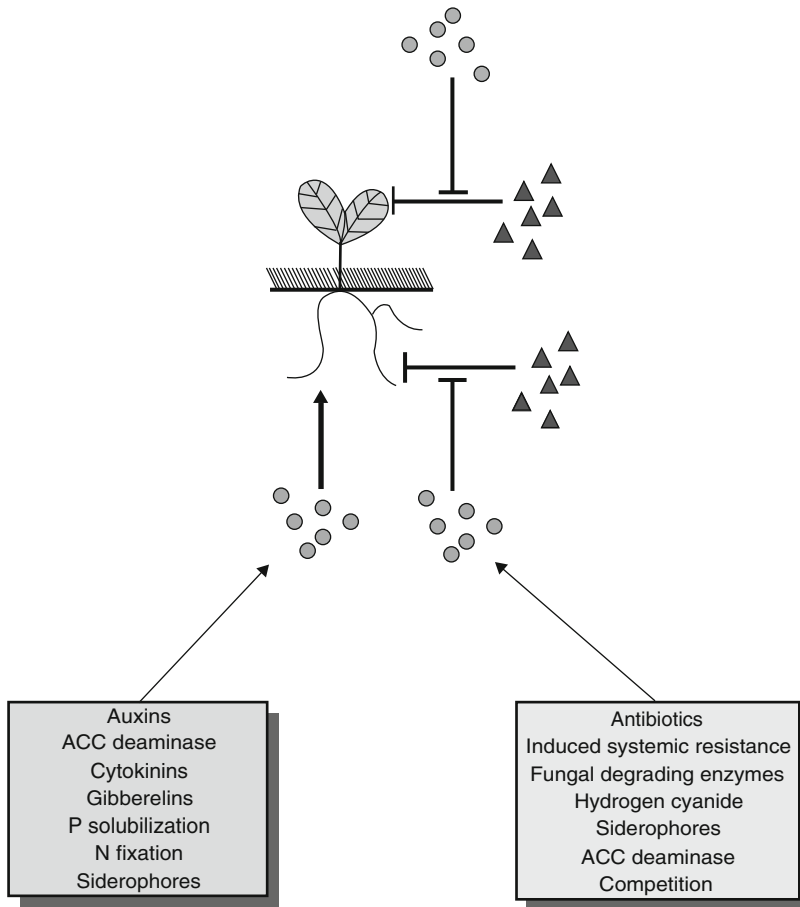 Auxins
ACC deaminase
Cytokinins
Gibberelins
P solubilization
N fixation
Siderophores
Antibiotics
Induced systemic resistance
Fungal degrading enzymes
Hydrogen cyanide
Siderophores
ACC deaminase
Competition